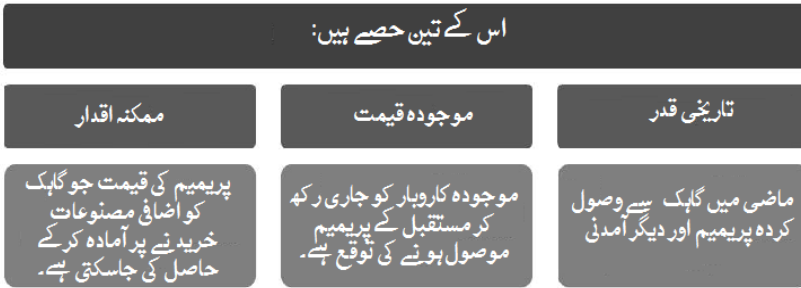 اس کے تین حصے ہیں:
تاریخی قدر
موجودہ قیمت
ممکنہ اقدار
ماضی میں گاہک سے وصول
کردہ پریمیم اور دیگر آمدنی
موجودہ کاروبار کو جاری رکھ
کر مستقبل کے پریمیم
موصول ہونے کی توقع ہے۔
پریمیم کی قیمت جو گاہک
کو اضافی مصنوعات
خریدنے پر آمادہ کرکے
حاصل کی جاسکتی ہے۔